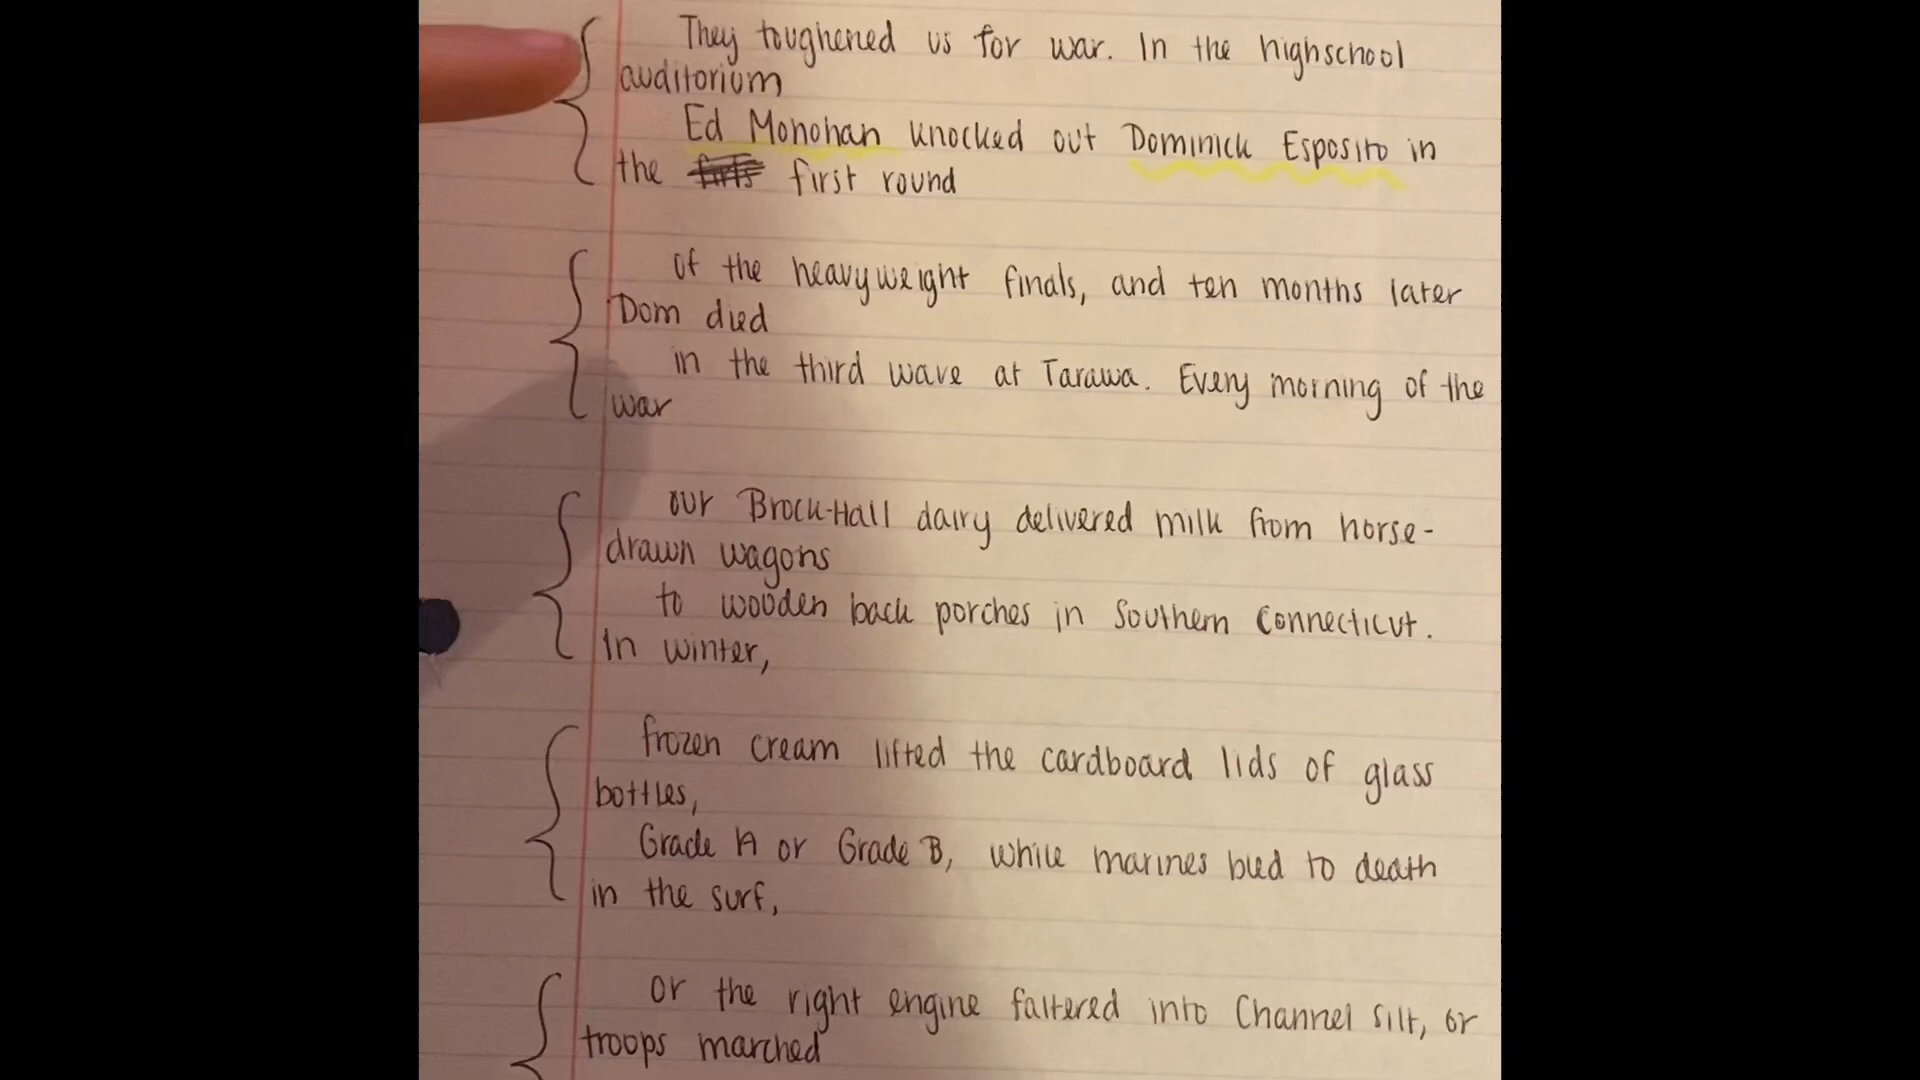 They toughened us for war. In the highschool
auditorium
Ed Monohan knocked out Dominick Esposito in
the first round
of the heavyweight finals, and ten months later
Dom died
in the third wave at Tarawa. Every morning of the
war
our Brock-Hall dairy delivered milk from horse-
drawn wagons
to wooden back porches in Southern Connecticut.
In winter,
frozen cream lifted the cardboard lids of glass
bottles,
Grade A or Grade B, while marines bled to death
in the surf,
or the right engine faltered into Channel silt, or
troops marched